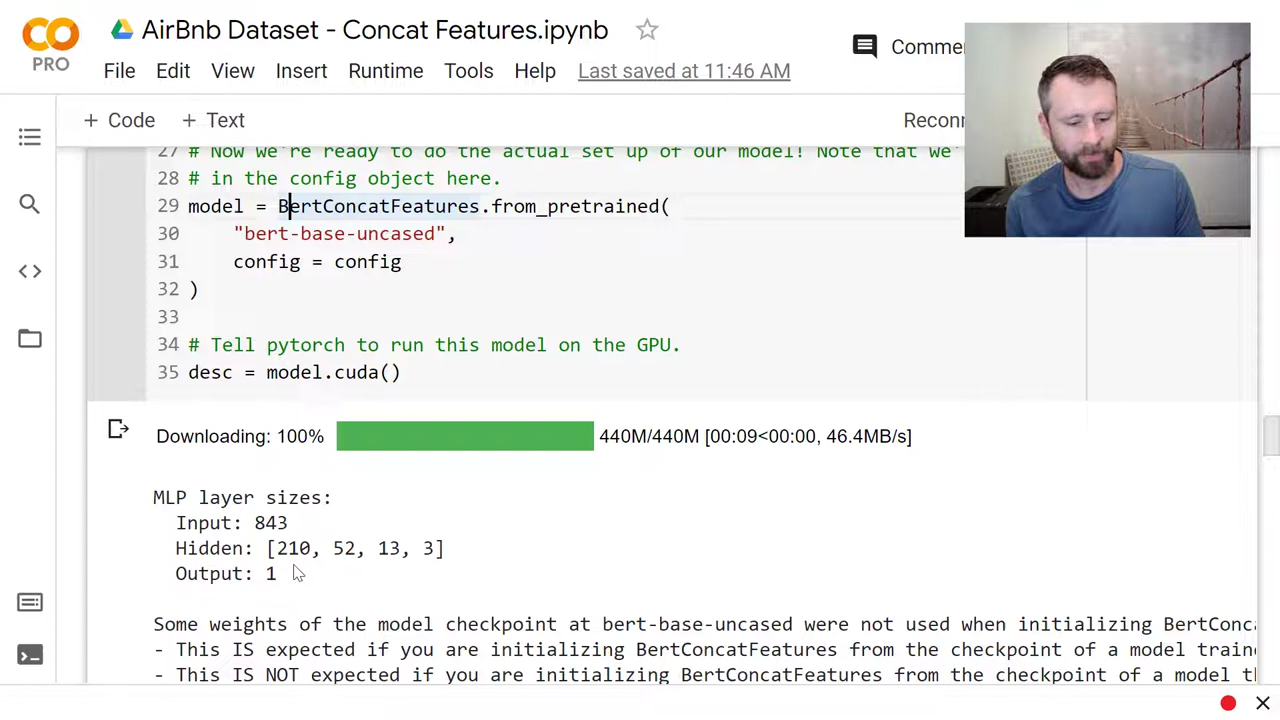 CO
PRO
AirBnb Dataset - Concat Features.ipynb
File Edit View Insert Runtime Tools Help Last saved at 11:46 AM
Comme
+ Code + Text
Reconn
27 # Now we're ready to do the actual set up of our model! Note that we'
28 # in the config object here.
29 model = BertConcatFeatures.from_pretrained(
30 "bert-base-uncased",
31 config = config
32 )
33
34 # Tell pytorch to run this model on the GPU.
35 desc = model.cuda()
Downloading: 100% 440M/440M [00:09<00:00, 46.4MB/s]
MLP layer sizes:
Input: 843
Hidden: [210, 52, 13, 3]
Output: 1
Some weights of the model checkpoint at bert-base-uncased were not used when initializing BertConc
- This IS expected if you are initializing BertConcatFeatures from the checkpoint of a model train
- This IS NOT expected if you are initializing BertConcatFeatures from the checkpoint of a model th